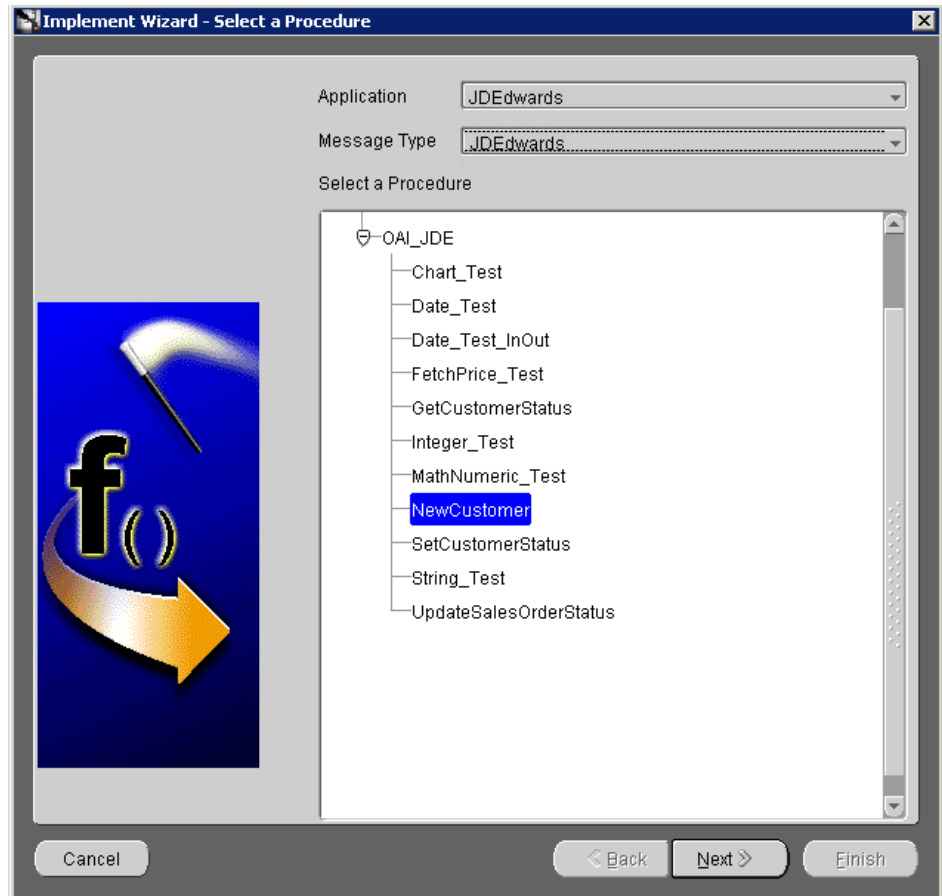 Implement Wizard - Select a Procedure
Application JDEdwards
Message Type JDEdwards
Select a Procedure
OAI_JDE
Chart_Test
Date_Test
Date_Test_InOut
FetchPrice_Test
GetCustomerStatus
Integer_Test
MathNumeric_Test
NewCustomer
SetCustomerStatus
String_Test
UpdateSalesOrderStatus
f()
Cancel Back Next Finish